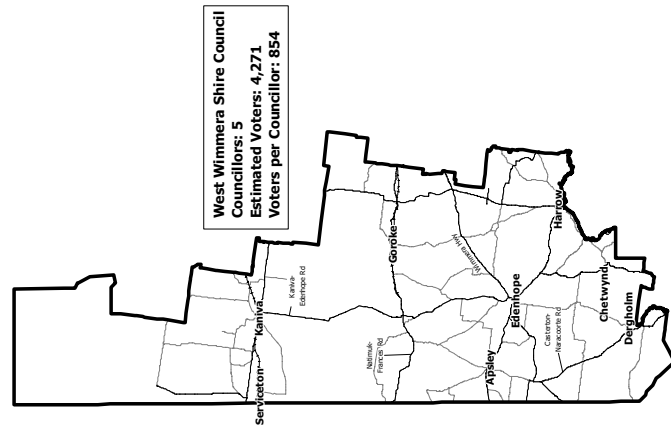 West Wimmera Shire Council
Councillors: 5
Estimated Voters: 4,271
Voters per Councillor: 854
Serviceton
Kaniva
Kaniva-
Edenhope Rd
Goroke
Natimuk-
Frances Rd
Wimmera Hwy
Apsley
Edenhope
Harrow
Casterton-
Naracoorte Rd
Chetwynd
Dergholm